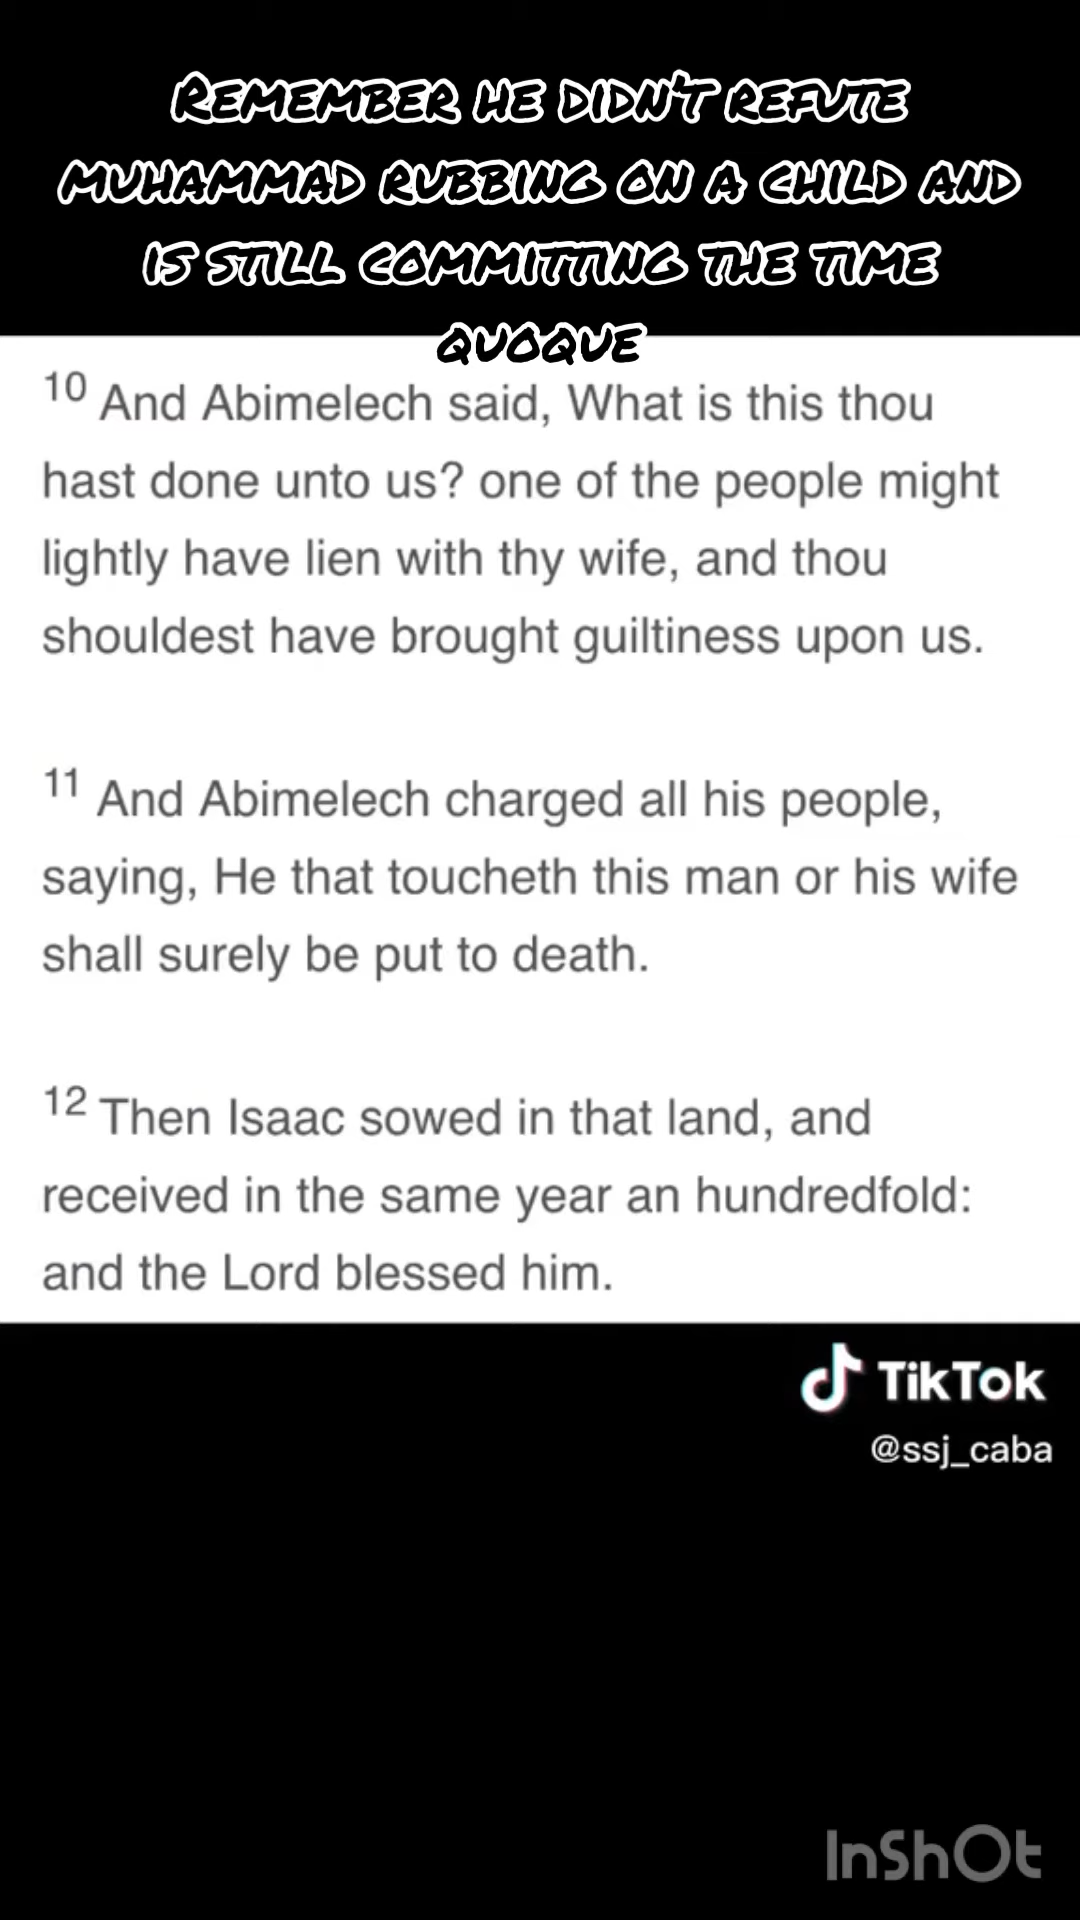 REMEMBER HE DIDN'T REFUTE
MUHAMMAD RUBBING ON A CHILD AND
IS STILL COMMITTING THE TIME
QUOQUE
10 And Abimelech said, What is this thou
hast done unto us? one of the people might
lightly have lien with thy wife, and thou
shouldest have brought guiltiness upon us.
11 And Abimelech charged all his people,
saying, He that toucheth this man or his wife
shall surely be put to death.
12 Then Isaac sowed in that land, and
received in the same year an hundredfold:
and the Lord blessed him.
TikTok
@ssj_caba
InShOt